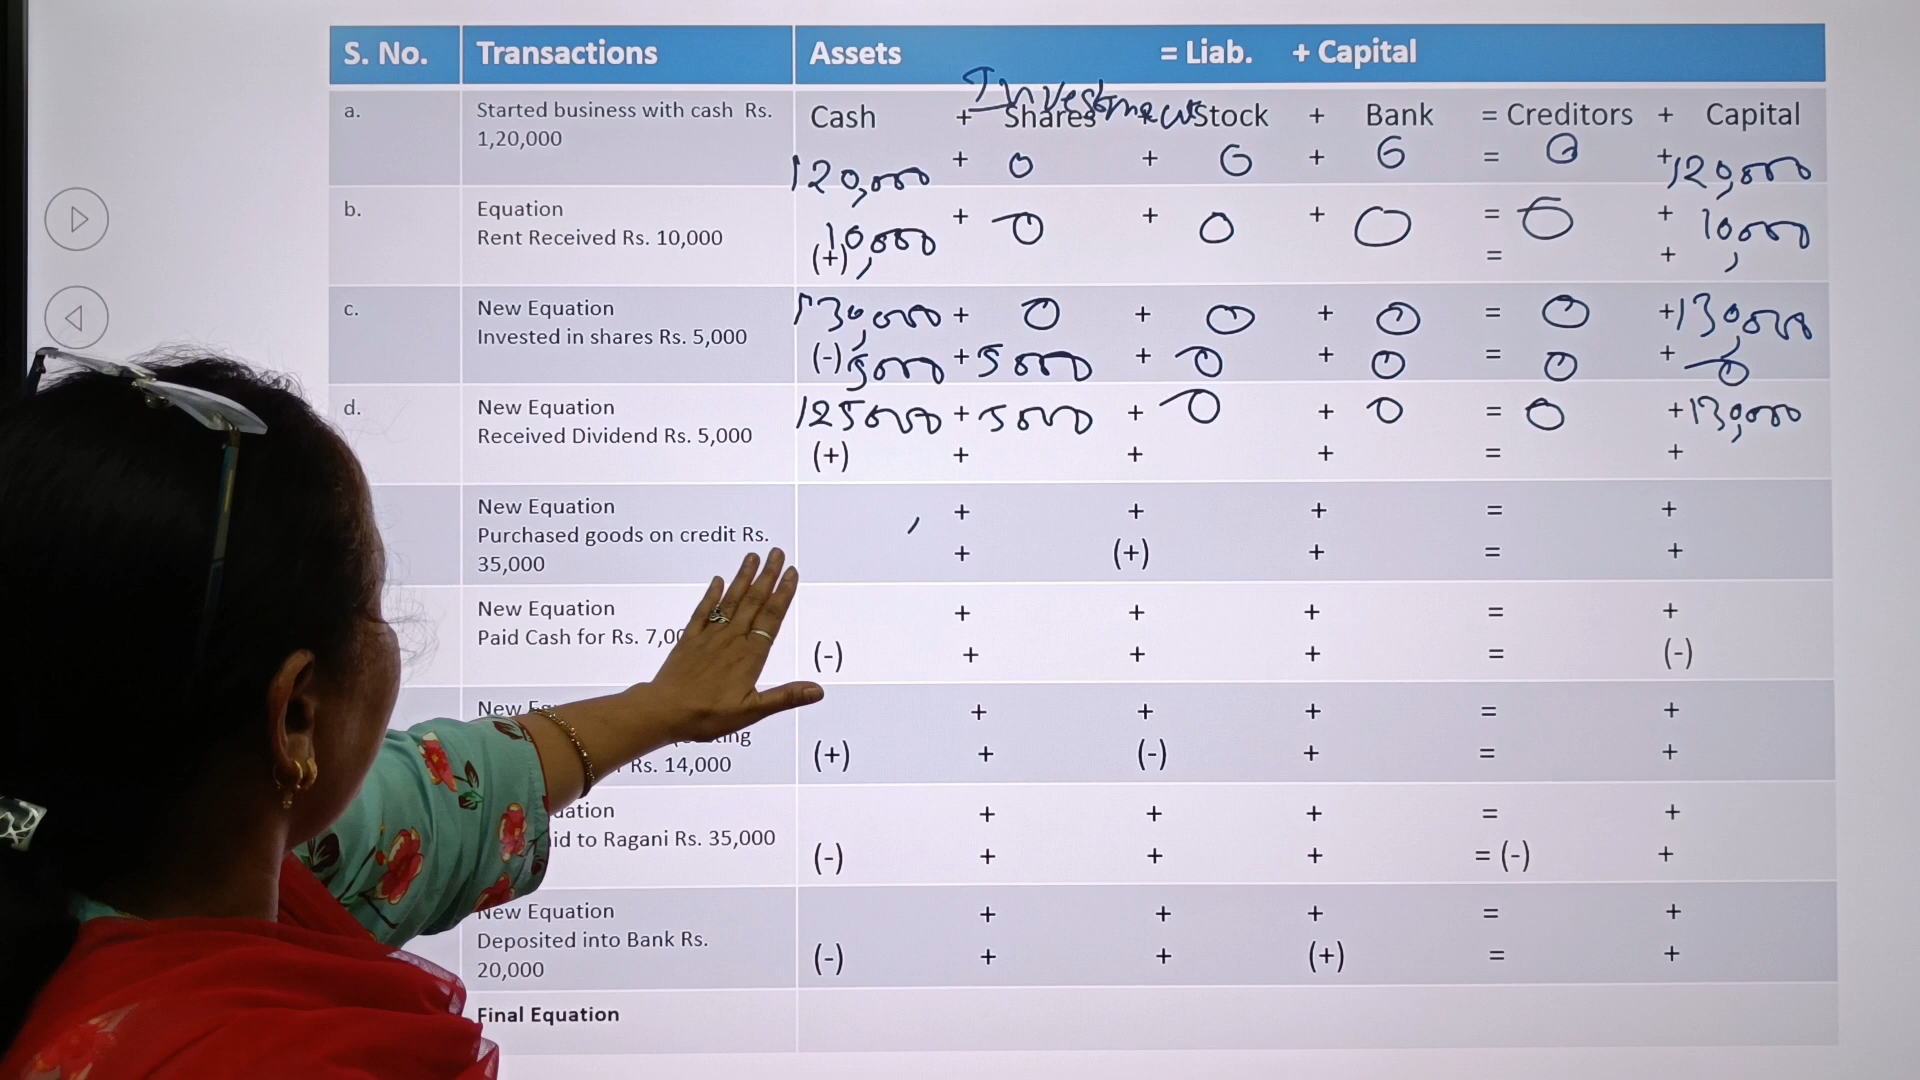 S. No. Transactions Assets = Liab. + Capital
Investment
a. Started business with cash Rs. Cash + Shares + Stock + Bank = Creditors + Capital
1,20,000
120,000 + 0 + 0 + 0 = 0 + 120,000
b. Equation + 0 + 0 + 0 = 0 + 10,000
Rent Received Rs. 10,000 (+) 10,000 = +
c. New Equation 130,000 + 0 + 0 + 0 = 0 + 130,000
Invested in shares Rs. 5,000 (-) 5000 + 5000 + 0 + 0 = 0 + 0
d. New Equation 125000 + 5000 + 0 + 0 = 0 + 130,000
Received Dividend Rs. 5,000 (+) + + + = +
New Equation + + + = +
Purchased goods on credit Rs. + (+) + = +
35,000
New Equation + + + = +
Paid Cash for Rs. (-) + + + = (-)
New + + + = +
(+) + (-) + = +
Rs. 14,000
+ + + = +
to Ragani Rs. 35,000 (-) + + + = (-) +
New Equation + + + = +
Deposited into Bank Rs. (-) + + (+) = +
20,000
Final Equation